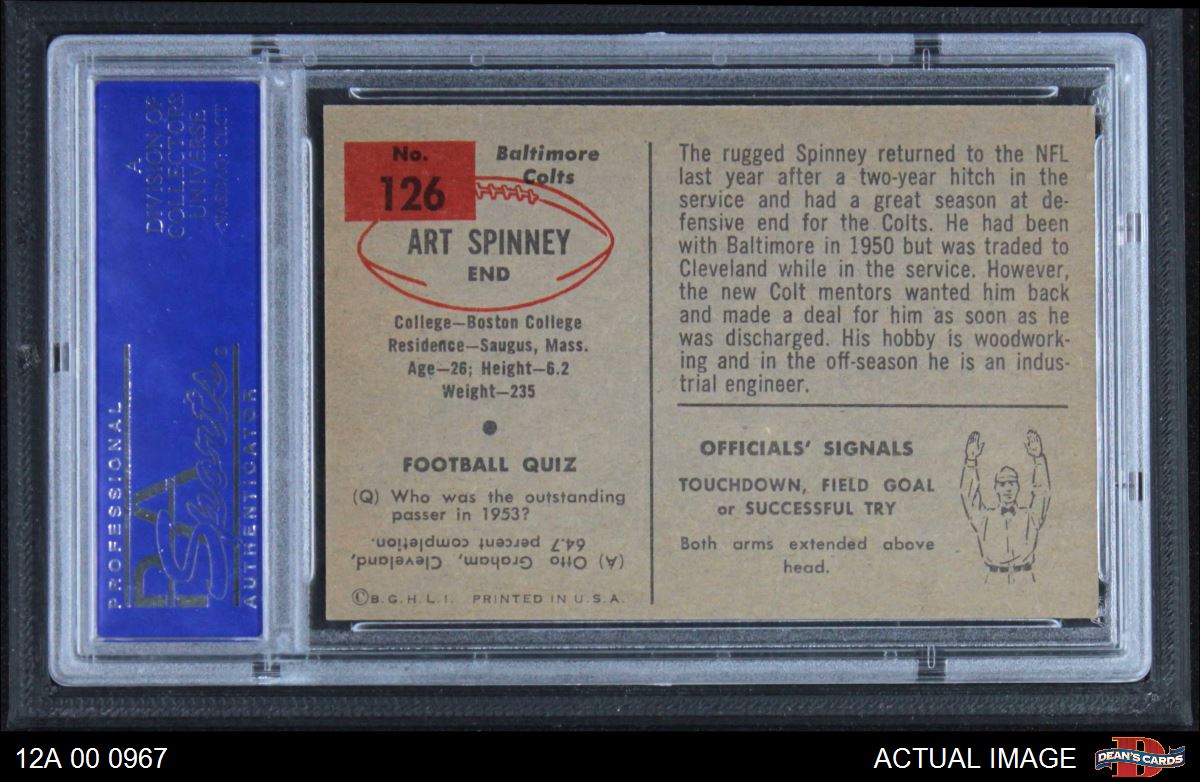 A
DIVISION OF
COLLECTORS
UNIVERSE
NASDAQ: CLCT
PROFESSIONAL
PSA
Sports
AUTHENTICATOR
No.
126
Baltimore
Colts
ART SPINNEY
END
College—Boston College
Residence—Saugus, Mass.
Age—26; Height—6.2
Weight—235
FOOTBALL QUIZ
(Q) Who was the outstanding
passer in 1953?
(A) Otto Graham, Cleveland,
64.7 percent completion.
©B.G.H.L.I. PRINTED IN U.S.A.
The rugged Spinney returned to the NFL
last year after a two-year hitch in the
service and had a great season at de-
fensive end for the Colts. He had been
with Baltimore in 1950 but was traded to
Cleveland while in the service. However,
the new Colt mentors wanted him back
and made a deal for him as soon as he
was discharged. His hobby is woodwork-
ing and in the off-season he is an indus-
trial engineer.
OFFICIALS' SIGNALS
TOUCHDOWN, FIELD GOAL
or SUCCESSFUL TRY
Both arms extended above
head.
12A 00 0967
ACTUAL IMAGE
DEAN'S CARDS